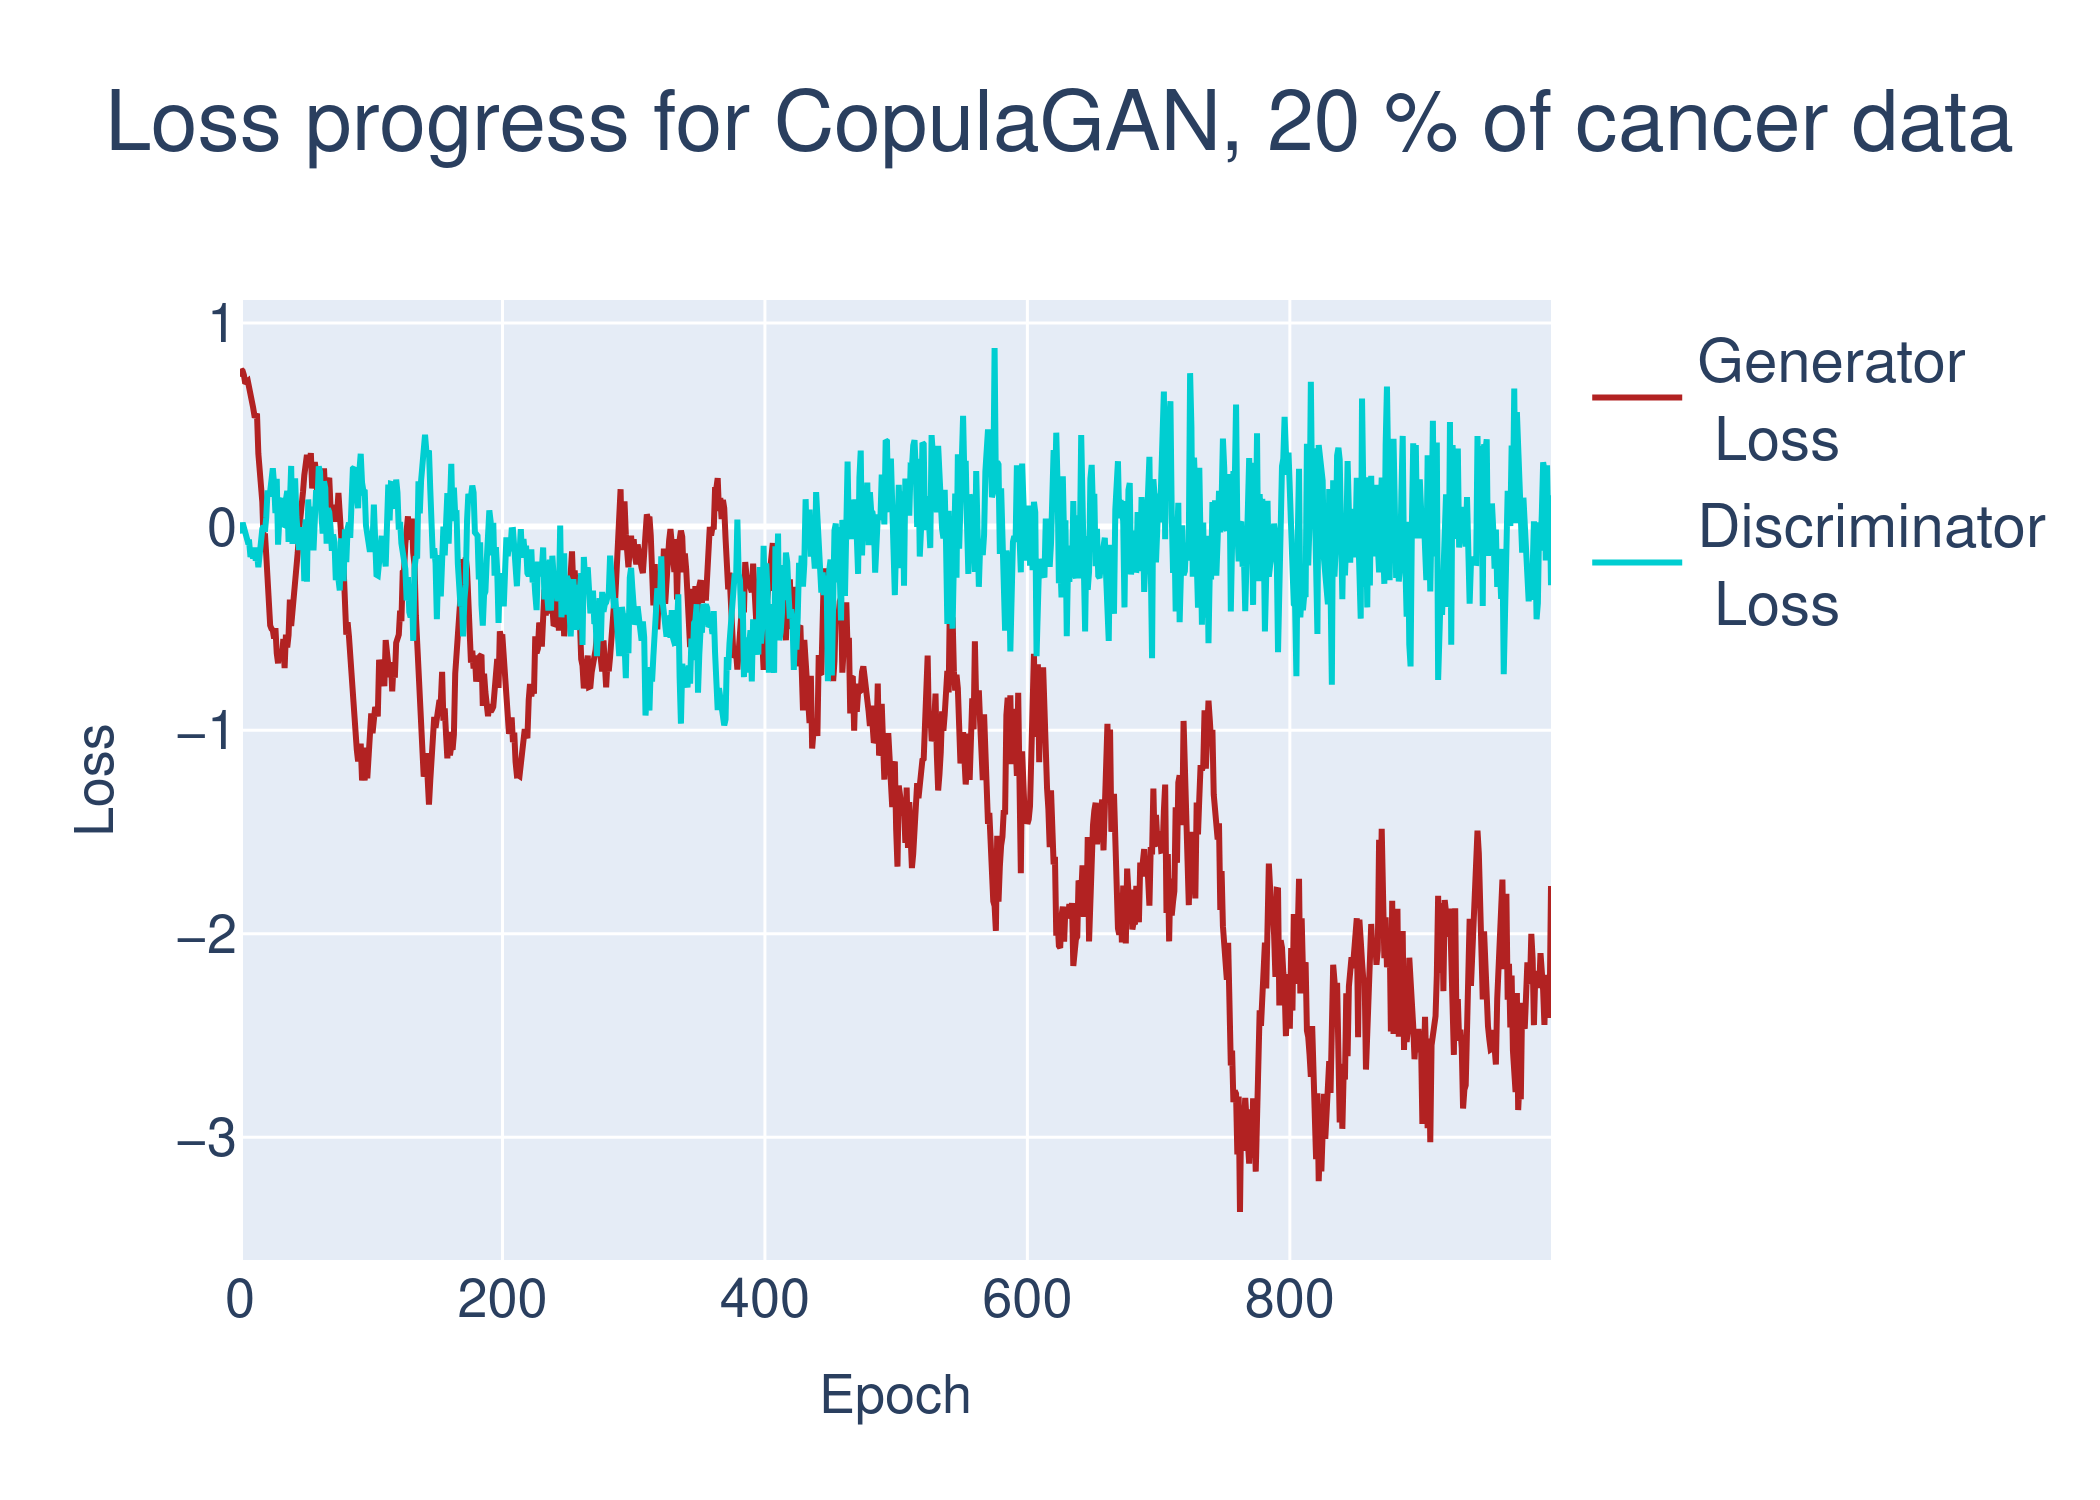 Loss progress for CopulaGAN, 20 % of cancer data
1
0
−1
−2
−3
Loss
0
200
400
600
800
Epoch
Generator
Loss
Discriminator
Loss